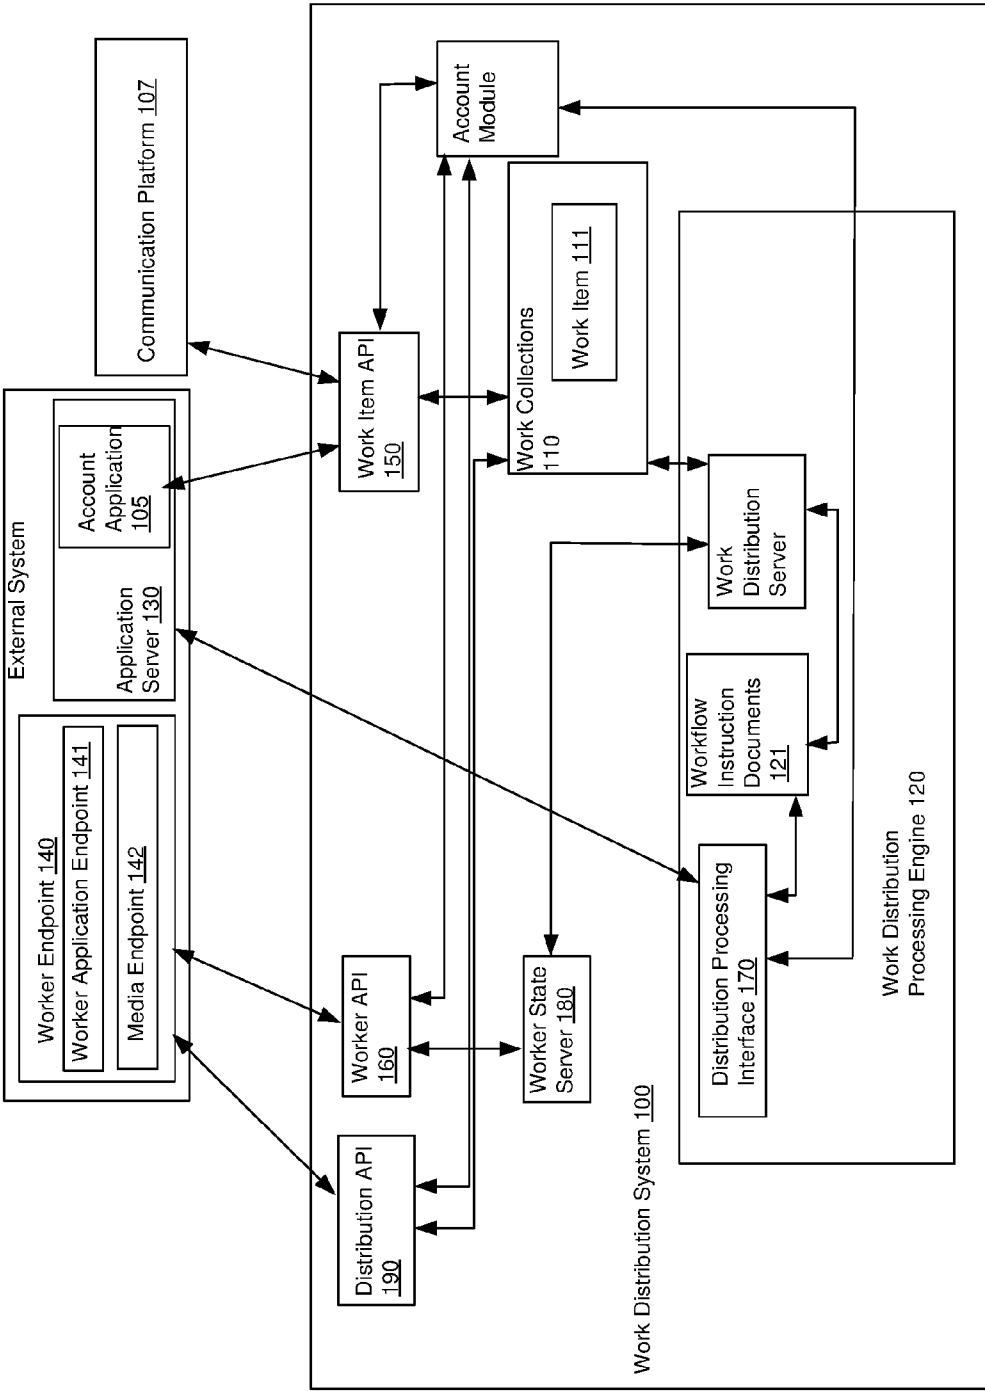 External System
Worker Endpoint 140
Worker Application Endpoint 141
Media Endpoint 142
Application
Server 130
Account
Application
105
Communication Platform 107
Distribution API
190
Worker API
160
Work Item API
150
Account
Module
Worker State
Server 180
Work Collections
110
Work Item 111
Work Distribution System 100
Distribution Processing
Interface 170
Workflow
Instruction
Documents
121
Work
Distribution
Server
Work Distribution
Processing Engine 120